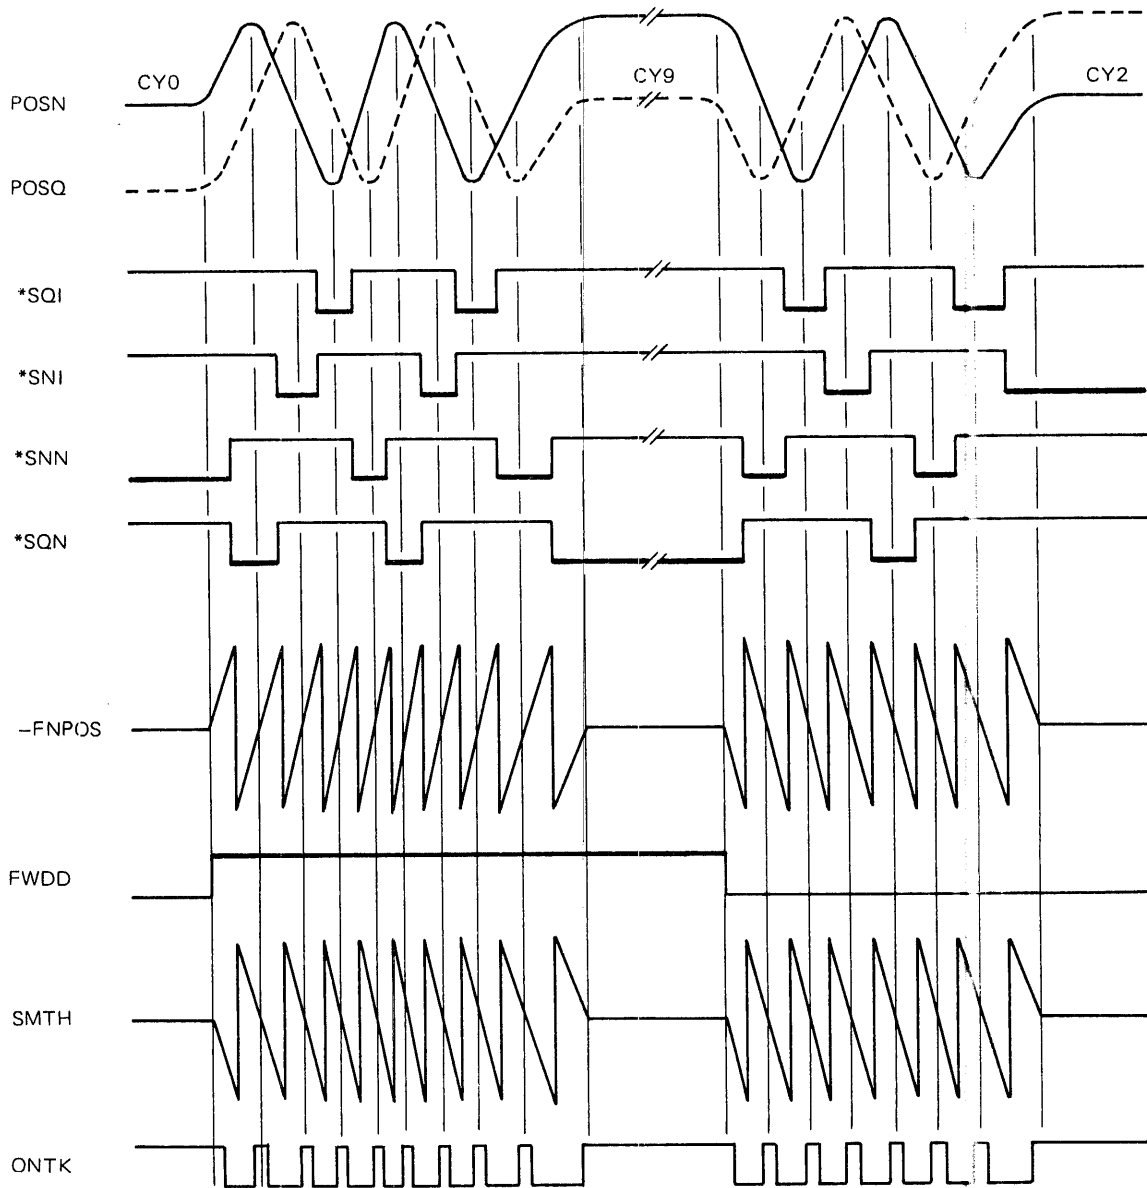 CY0
CY9
CY2
POSN
POSQ
*SQI
*SNI
*SNN
*SQN
−FNPOS
FWDD
SMTH
ONTK